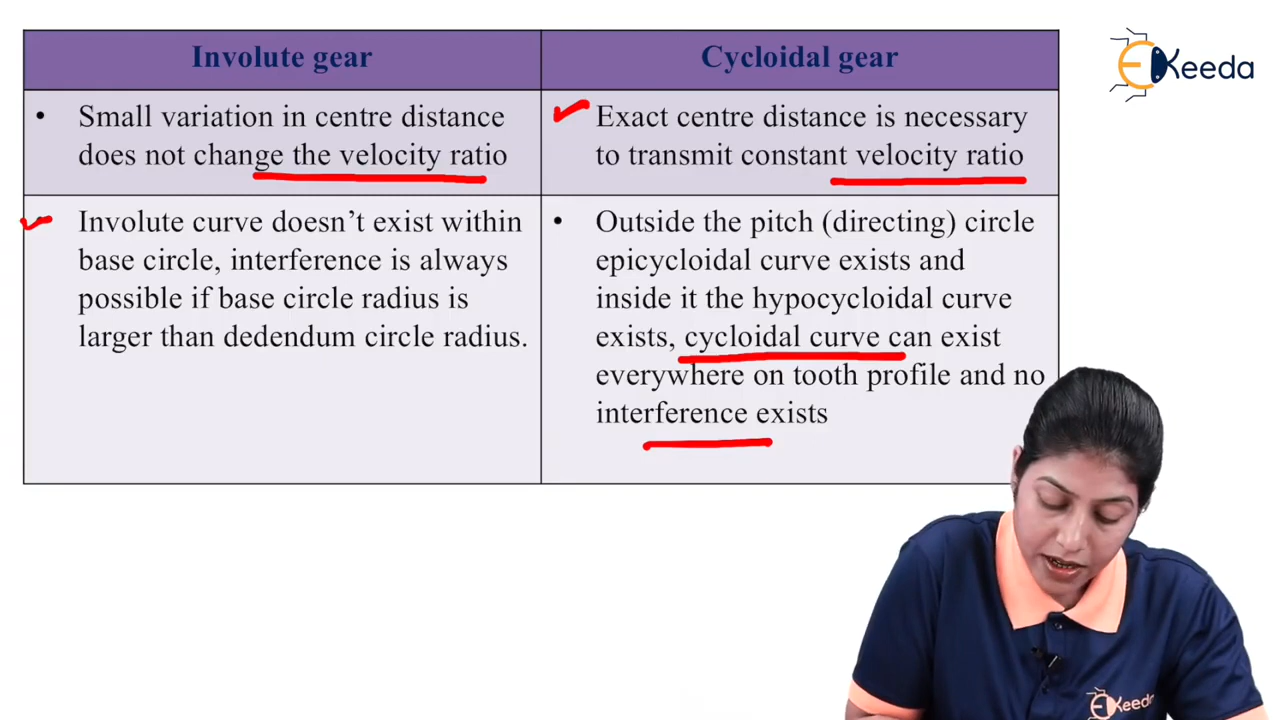 Involute gear
Cycloidal gear
• Small variation in centre distance
does not change the velocity ratio
Exact centre distance is necessary
to transmit constant velocity ratio
Involute curve doesn’t exist within
base circle, interference is always
possible if base circle radius is
larger than dedendum circle radius.
• Outside the pitch (directing) circle
epicycloidal curve exists and
inside it the hypocycloidal curve
exists, cycloidal curve can exist
everywhere on tooth profile and no
interference exists
EKeeda
EKeeda